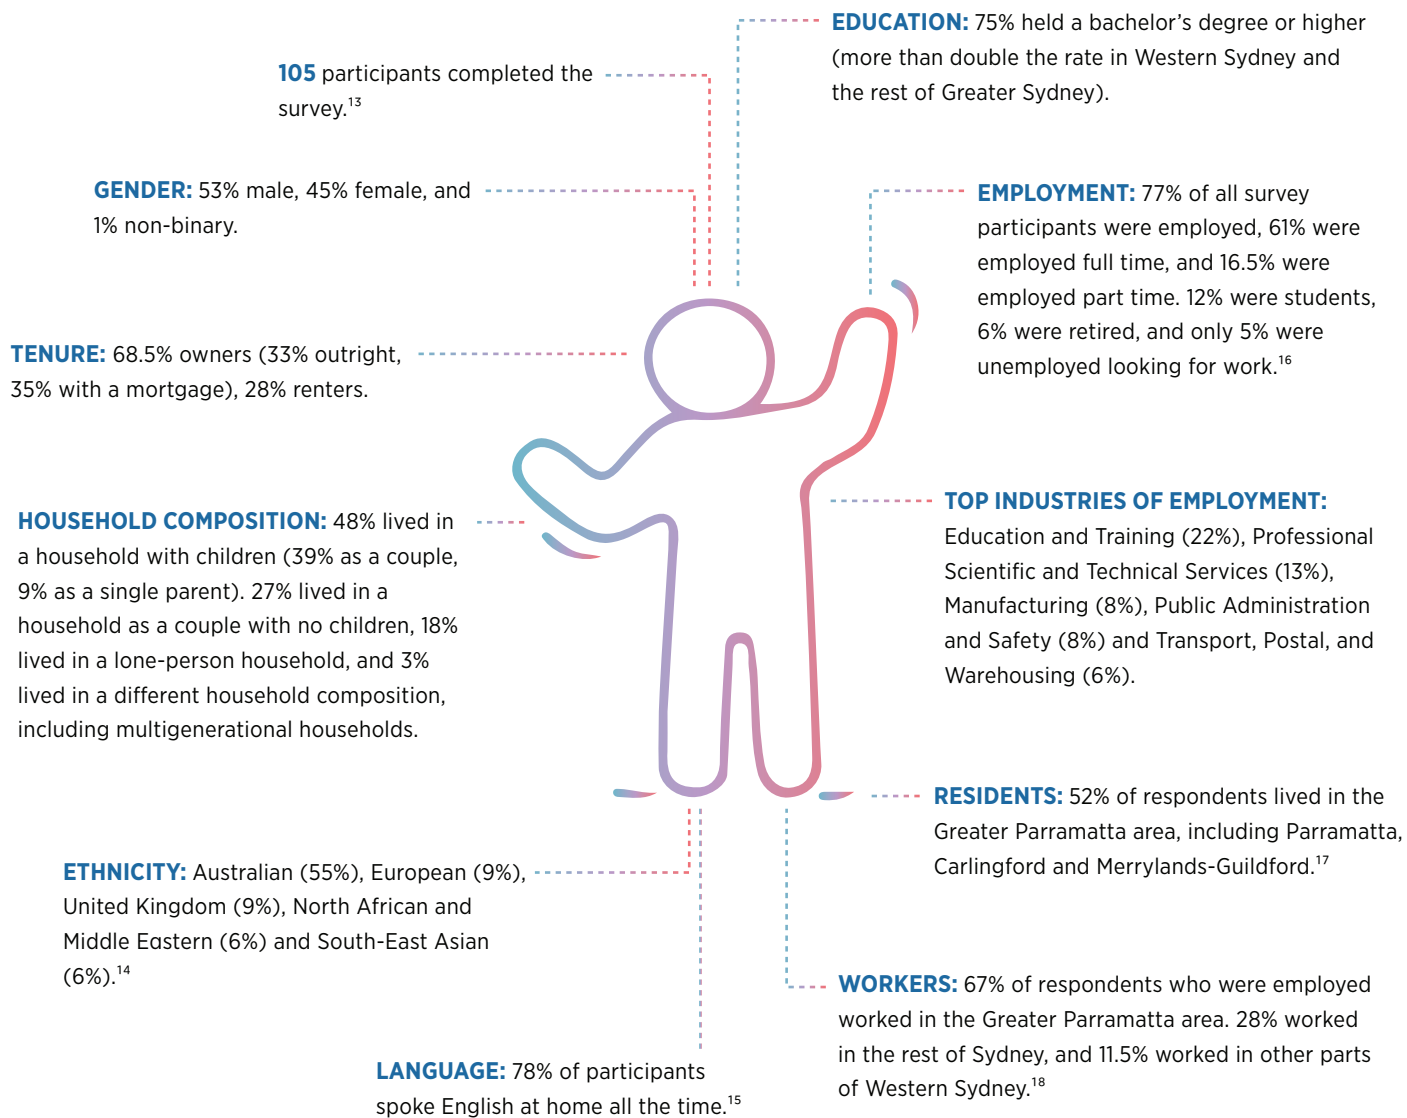 105 participants completed the
survey.¹³
EDUCATION: 75% held a bachelor’s degree or higher
(more than double the rate in Western Sydney and
the rest of Greater Sydney).
GENDER: 53% male, 45% female, and
1% non-binary.
EMPLOYMENT: 77% of all survey
participants were employed, 61% were
employed full time, and 16.5% were
employed part time. 12% were students,
6% were retired, and only 5% were
unemployed looking for work.¹⁶
TENURE: 68.5% owners (33% outright,
35% with a mortgage), 28% renters.
HOUSEHOLD COMPOSITION: 48% lived in
a household with children (39% as a couple,
9% as a single parent). 27% lived in a
household as a couple with no children, 18%
lived in a lone-person household, and 3%
lived in a different household composition,
including multigenerational households.
TOP INDUSTRIES OF EMPLOYMENT:
Education and Training (22%), Professional
Scientific and Technical Services (13%),
Manufacturing (8%), Public Administration
and Safety (8%) and Transport, Postal, and
Warehousing (6%).
RESIDENTS: 52% of respondents lived in the
Greater Parramatta area, including Parramatta,
Carlingford and Merrylands-Guildford.¹⁷
ETHNICITY: Australian (55%), European (9%),
United Kingdom (9%), North African and
Middle Eastern (6%) and South-East Asian
(6%).¹⁴
WORKERS: 67% of respondents who were employed
worked in the Greater Parramatta area. 28% worked
in the rest of Sydney, and 11.5% worked in other parts
of Western Sydney.¹⁸
LANGUAGE: 78% of participants
spoke English at home all the time.¹⁵